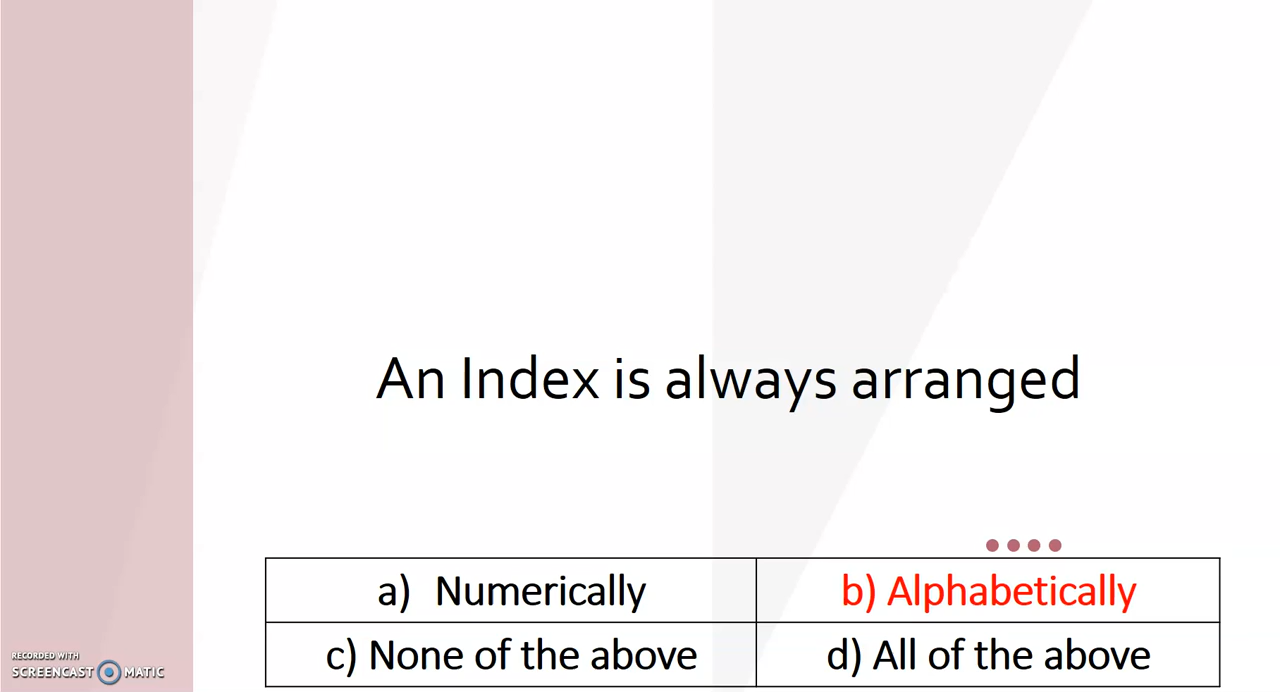 An Index is always arranged
a) Numerically
b) Alphabetically
c) None of the above
d) All of the above
RECORDED WITH
SCREENCAST MATIC